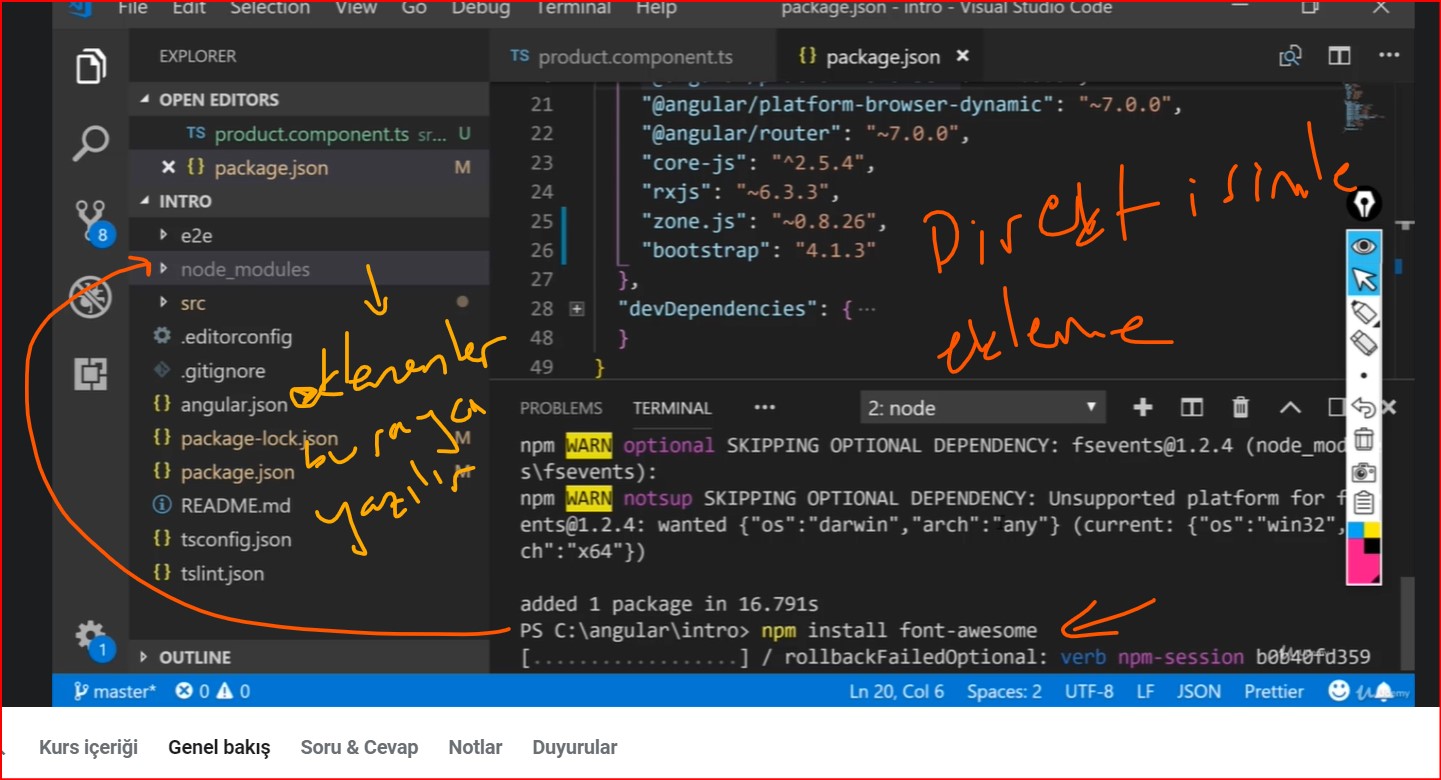 File Edit Selection View Go Debug Terminal Help package.json - intro - Visual Studio Code
EXPLORER
OPEN EDITORS
TS product.component.ts sr... U
{} package.json M
INTRO
e2e
node_modules
src
.editorconfig
.gitignore
{} angular.json
{} package-lock.json M
{} package.json M
README.md
{} tsconfig.json
{} tslint.json
OUTLINE
8
1
eklenenler
buraya
yazılır
TS product.component.ts {} package.json
21 "@angular/platform-browser-dynamic": "~7.0.0",
22 "@angular/router": "~7.0.0",
23 "core-js": "^2.5.4",
24 "rxjs": "~6.3.3",
25 "zone.js": "~0.8.26",
26 "bootstrap": "4.1.3"
27 },
28 "devDependencies": {...
48 }
49 }
Direkt isimle
ekleme
PROBLEMS TERMINAL ... 2: node
npm WARN optional SKIPPING OPTIONAL DEPENDENCY: fsevents@1.2.4 (node_mod
s\fsevents):
npm WARN notsup SKIPPING OPTIONAL DEPENDENCY: Unsupported platform for f
ents@1.2.4: wanted {"os":"darwin","arch":"any"} (current: {"os":"win32",
ch":"x64"})
added 1 package in 16.791s
PS C:\angular\intro> npm install font-awesome
[..................] / rollbackFailedOptional: verb npm-session b0b40fd359
master* 0 0 Ln 20, Col 6 Spaces: 2 UTF-8 LF JSON Prettier
Kurs içeriği Genel bakış Soru & Cevap Notlar Duyurular